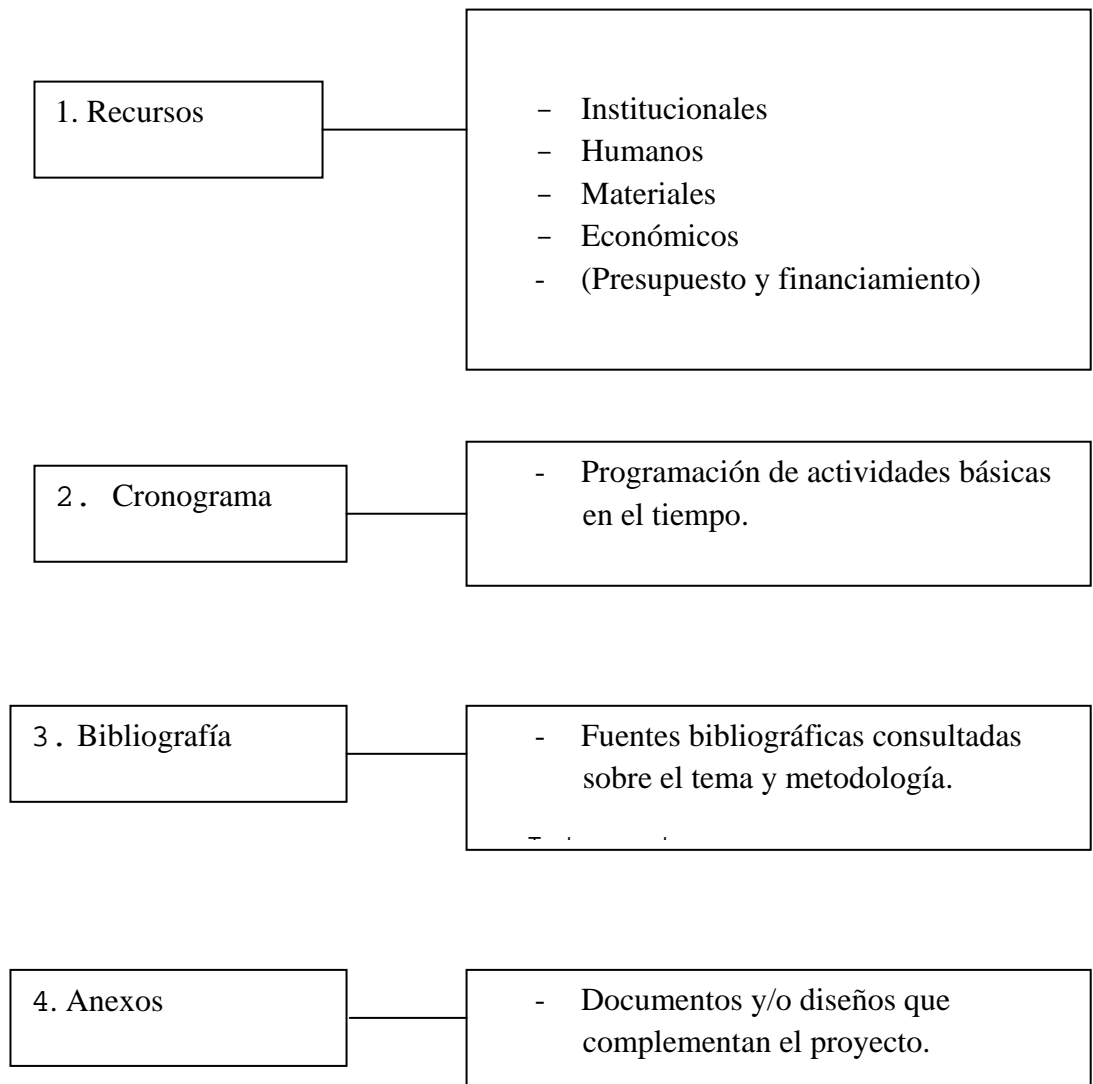 1. Recursos
– Institucionales
– Humanos
– Materiales
– Económicos
- (Presupuesto y financiamiento)
2. Cronograma
- Programación de actividades básicas
en el tiempo.
3. Bibliografía
- Fuentes bibliográficas consultadas
sobre el tema y metodología.
4. Anexos
- Documentos y/o diseños que
complementan el proyecto.